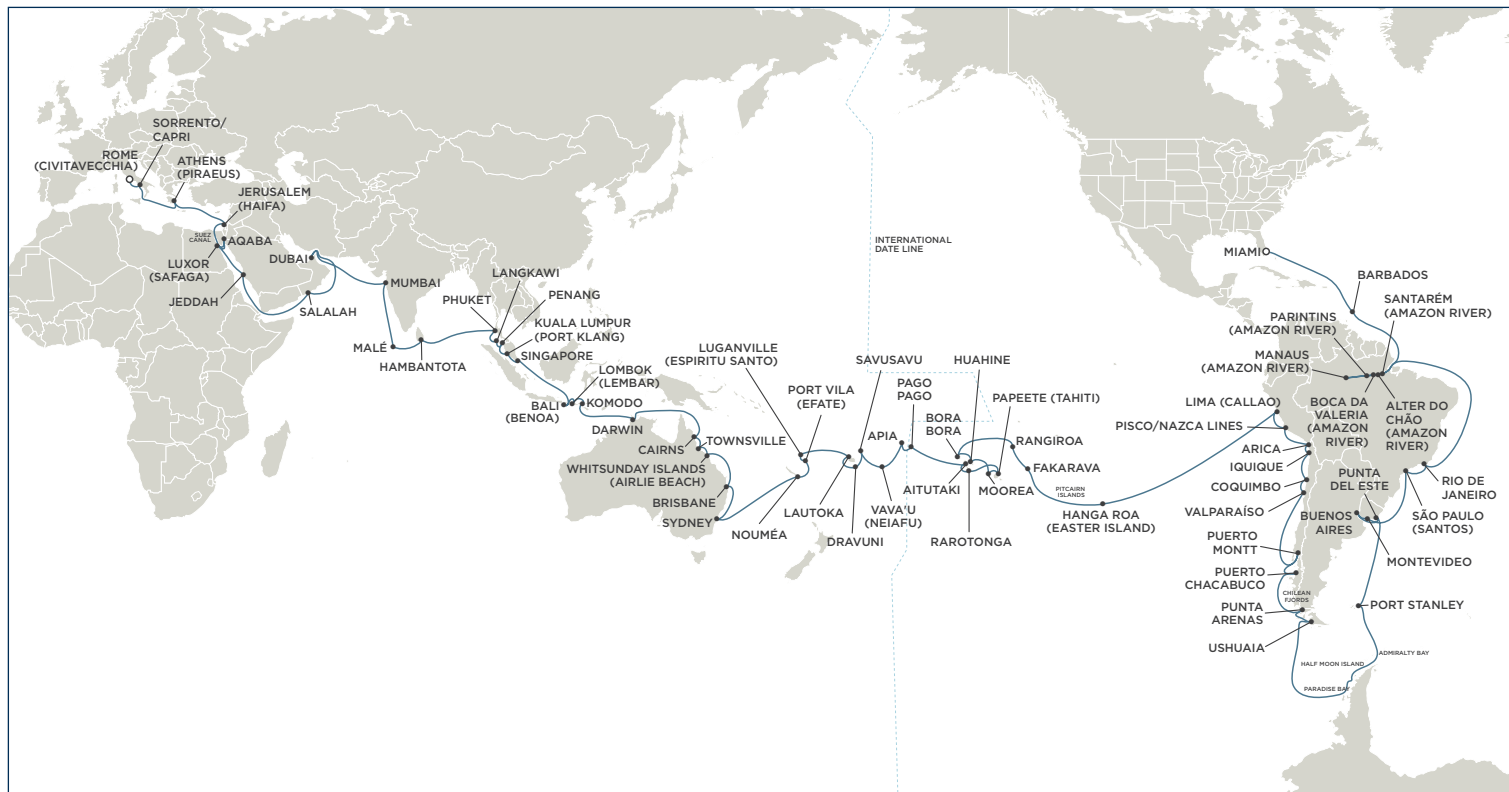 SORRENTO/
CAPRI
ROME
(CIVITAVECCHIA)
ATHENS
(PIRAEUS)
JERUSALEM
(HAIFA)
SUEZ
CANAL
AQABA
LUXOR
(SAFAGA)
DUBAI
JEDDAH
SALALAH
MUMBAI
MALÉ
HAMBANTOTA
PHUKET
LANGKAWI
PENANG
KUALA LUMPUR
(PORT KLANG)
SINGAPORE
LOMBOK
(LEMBAR)
BALI
(BENOA)
KOMODO
DARWIN
CAIRNS
TOWNSVILLE
WHITSUNDAY ISLANDS
(AIRLIE BEACH)
BRISBANE
SYDNEY
NOUMÉA
LUGANVILLE
(ESPIRITU SANTO)
PORT VILA
(EFATE)
LAUTOKA
DRAVUNI
SAVUSAVU
VAVA'U
(NEIAFU)
APIA
PAGO
PAGO
INTERNATIONAL
DATE LINE
BORA
BORA
HUAHINE
PAPEETE (TAHITI)
AITUTAKI
RAROTONGA
MOOREA
RANGIROA
FAKARAVA
PITCAIRN
ISLANDS
HANGA ROA
(EASTER ISLAND)
MIAMI
BARBADOS
SANTARÉM
(AMAZON RIVER)
PARINTINS
(AMAZON RIVER)
MANAUS
(AMAZON RIVER)
BOCA DA
VALERIA
(AMAZON
RIVER)
ALTER DO
CHÃO
(AMAZON
RIVER)
LIMA (CALLAO)
PISCO/NAZCA LINES
ARICA
IQUIQUE
COQUIMBO
VALPARAÍSO
PUNTA
DEL ESTE
BUENOS
AIRES
RIO DE
JANEIRO
SÃO PAULO
(SANTOS)
MONTEVIDEO
PUERTO
MONTT
PUERTO
CHACABUCO
CHILEAN
FJORDS
PUNTA
ARENAS
USHUAIA
PORT STANLEY
ADMIRALTY BAY
HALF MOON ISLAND
PARADISE BAY